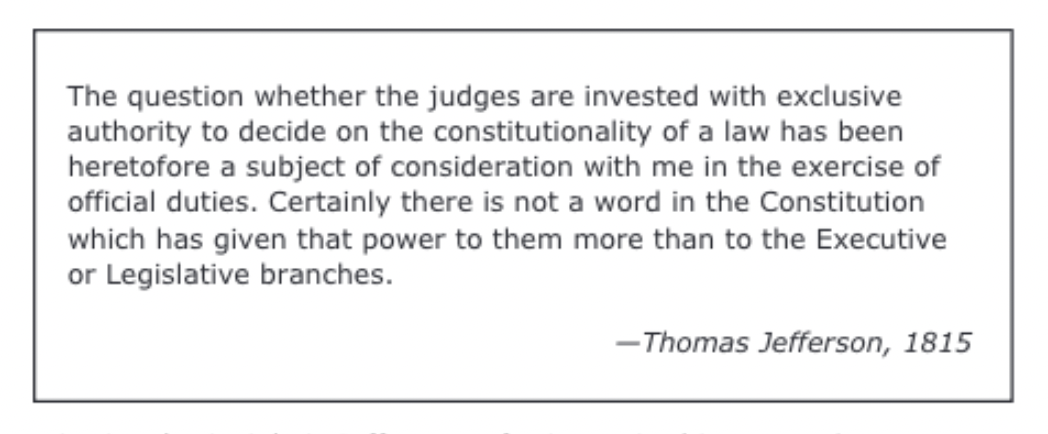 The question whether the judges are invested with exclusive
authority to decide on the constitutionality of a law has been
heretofore a subject of consideration with me in the exercise of
official duties. Certainly there is not a word in the Constitution
which has given that power to them more than to the Executive
or Legislative branches.
—Thomas Jefferson, 1815